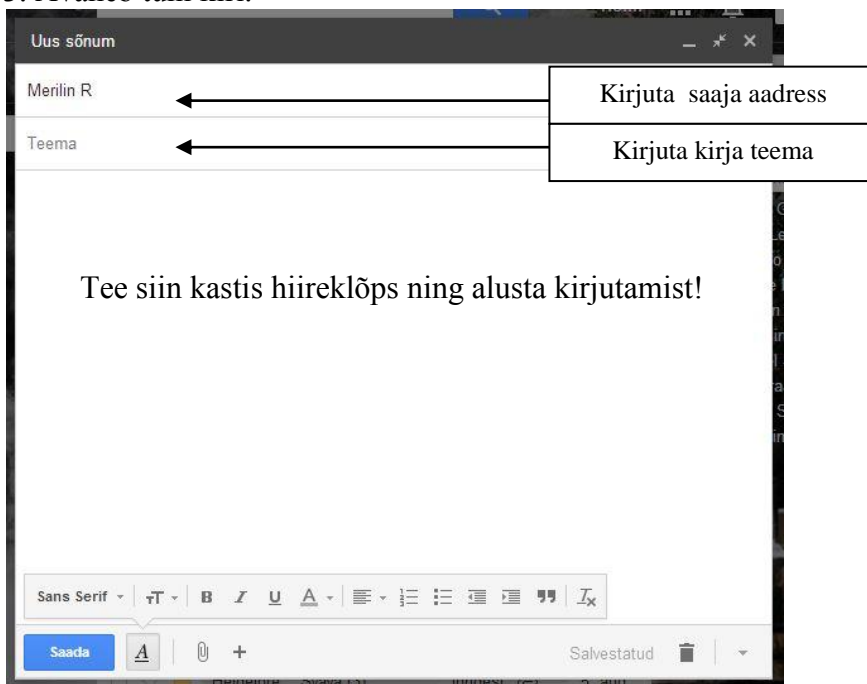 Uus sõnum
Merilin R
Kirjuta saaja aadress
Teema
Kirjuta kirja teema
Tee siin kastis hiireklõps ning alusta kirjutamist!
Sans Serif
Saada
Salvestatud